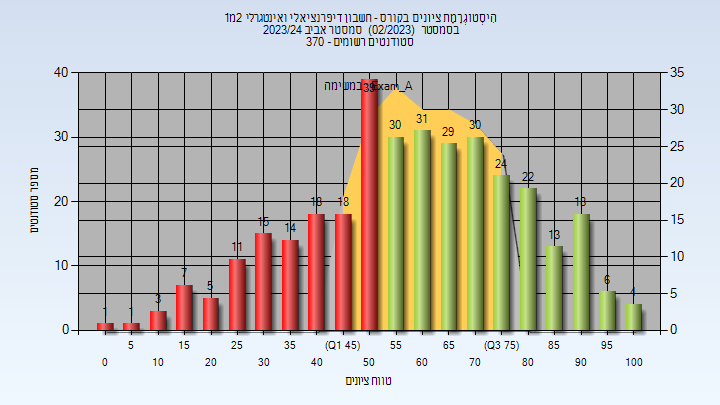 הִיסְטוֹגְרָמַת ציונים בקורס - חשבון דיפרנציאלי ואינטגרלי 2מ1
בסמסטר (02/2023) סמסטר אביב 2023/24
סטודנטים רשומים - 370
במשימה Exam_A
מספר סטודנטים
40
30
20
10
0
35
30
25
20
15
10
5
0
1 1 3 7 5 11 15 14 18 18 39 30 31 29 30 24 22 13 18 6 4
5 15 25 35 (Q1 45) 55 65 (Q3 75) 85 95
0 10 20 30 40 50 60 70 80 90 100
טווח ציונים